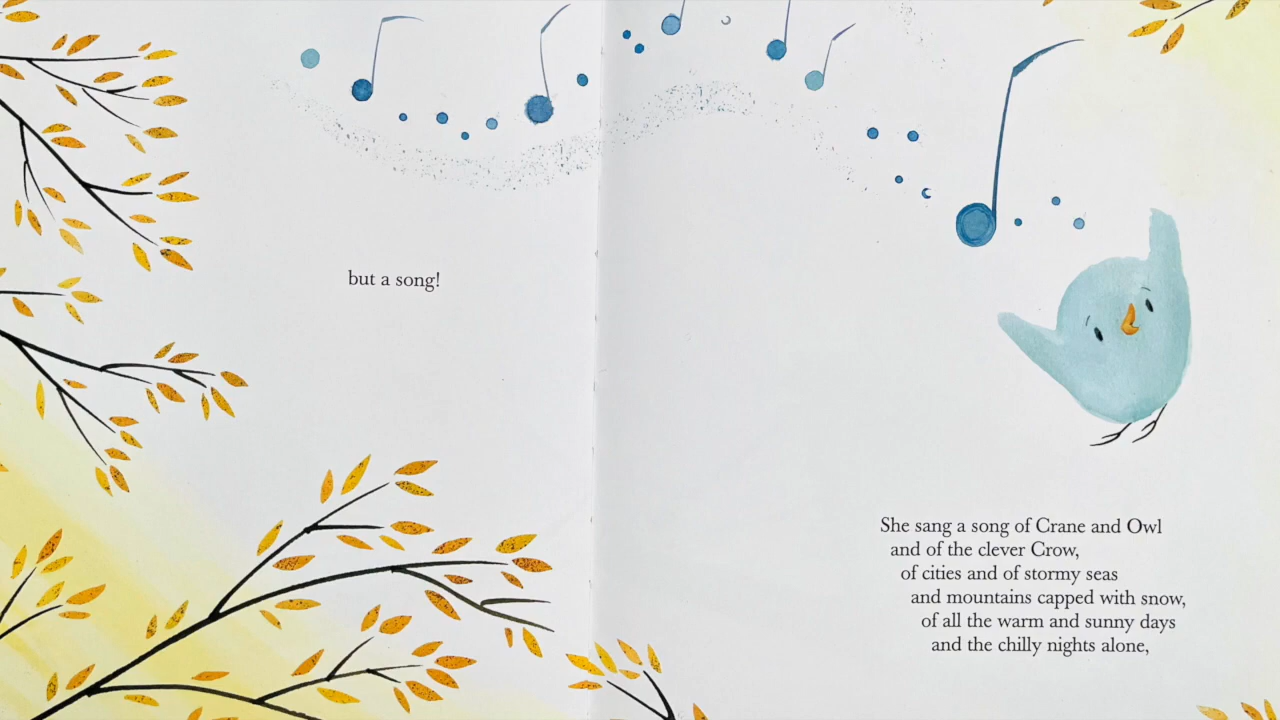 but a song!
She sang a song of Crane and Owl
and of the clever Crow,
of cities and of stormy seas
and mountains capped with snow,
of all the warm and sunny days
and the chilly nights alone,